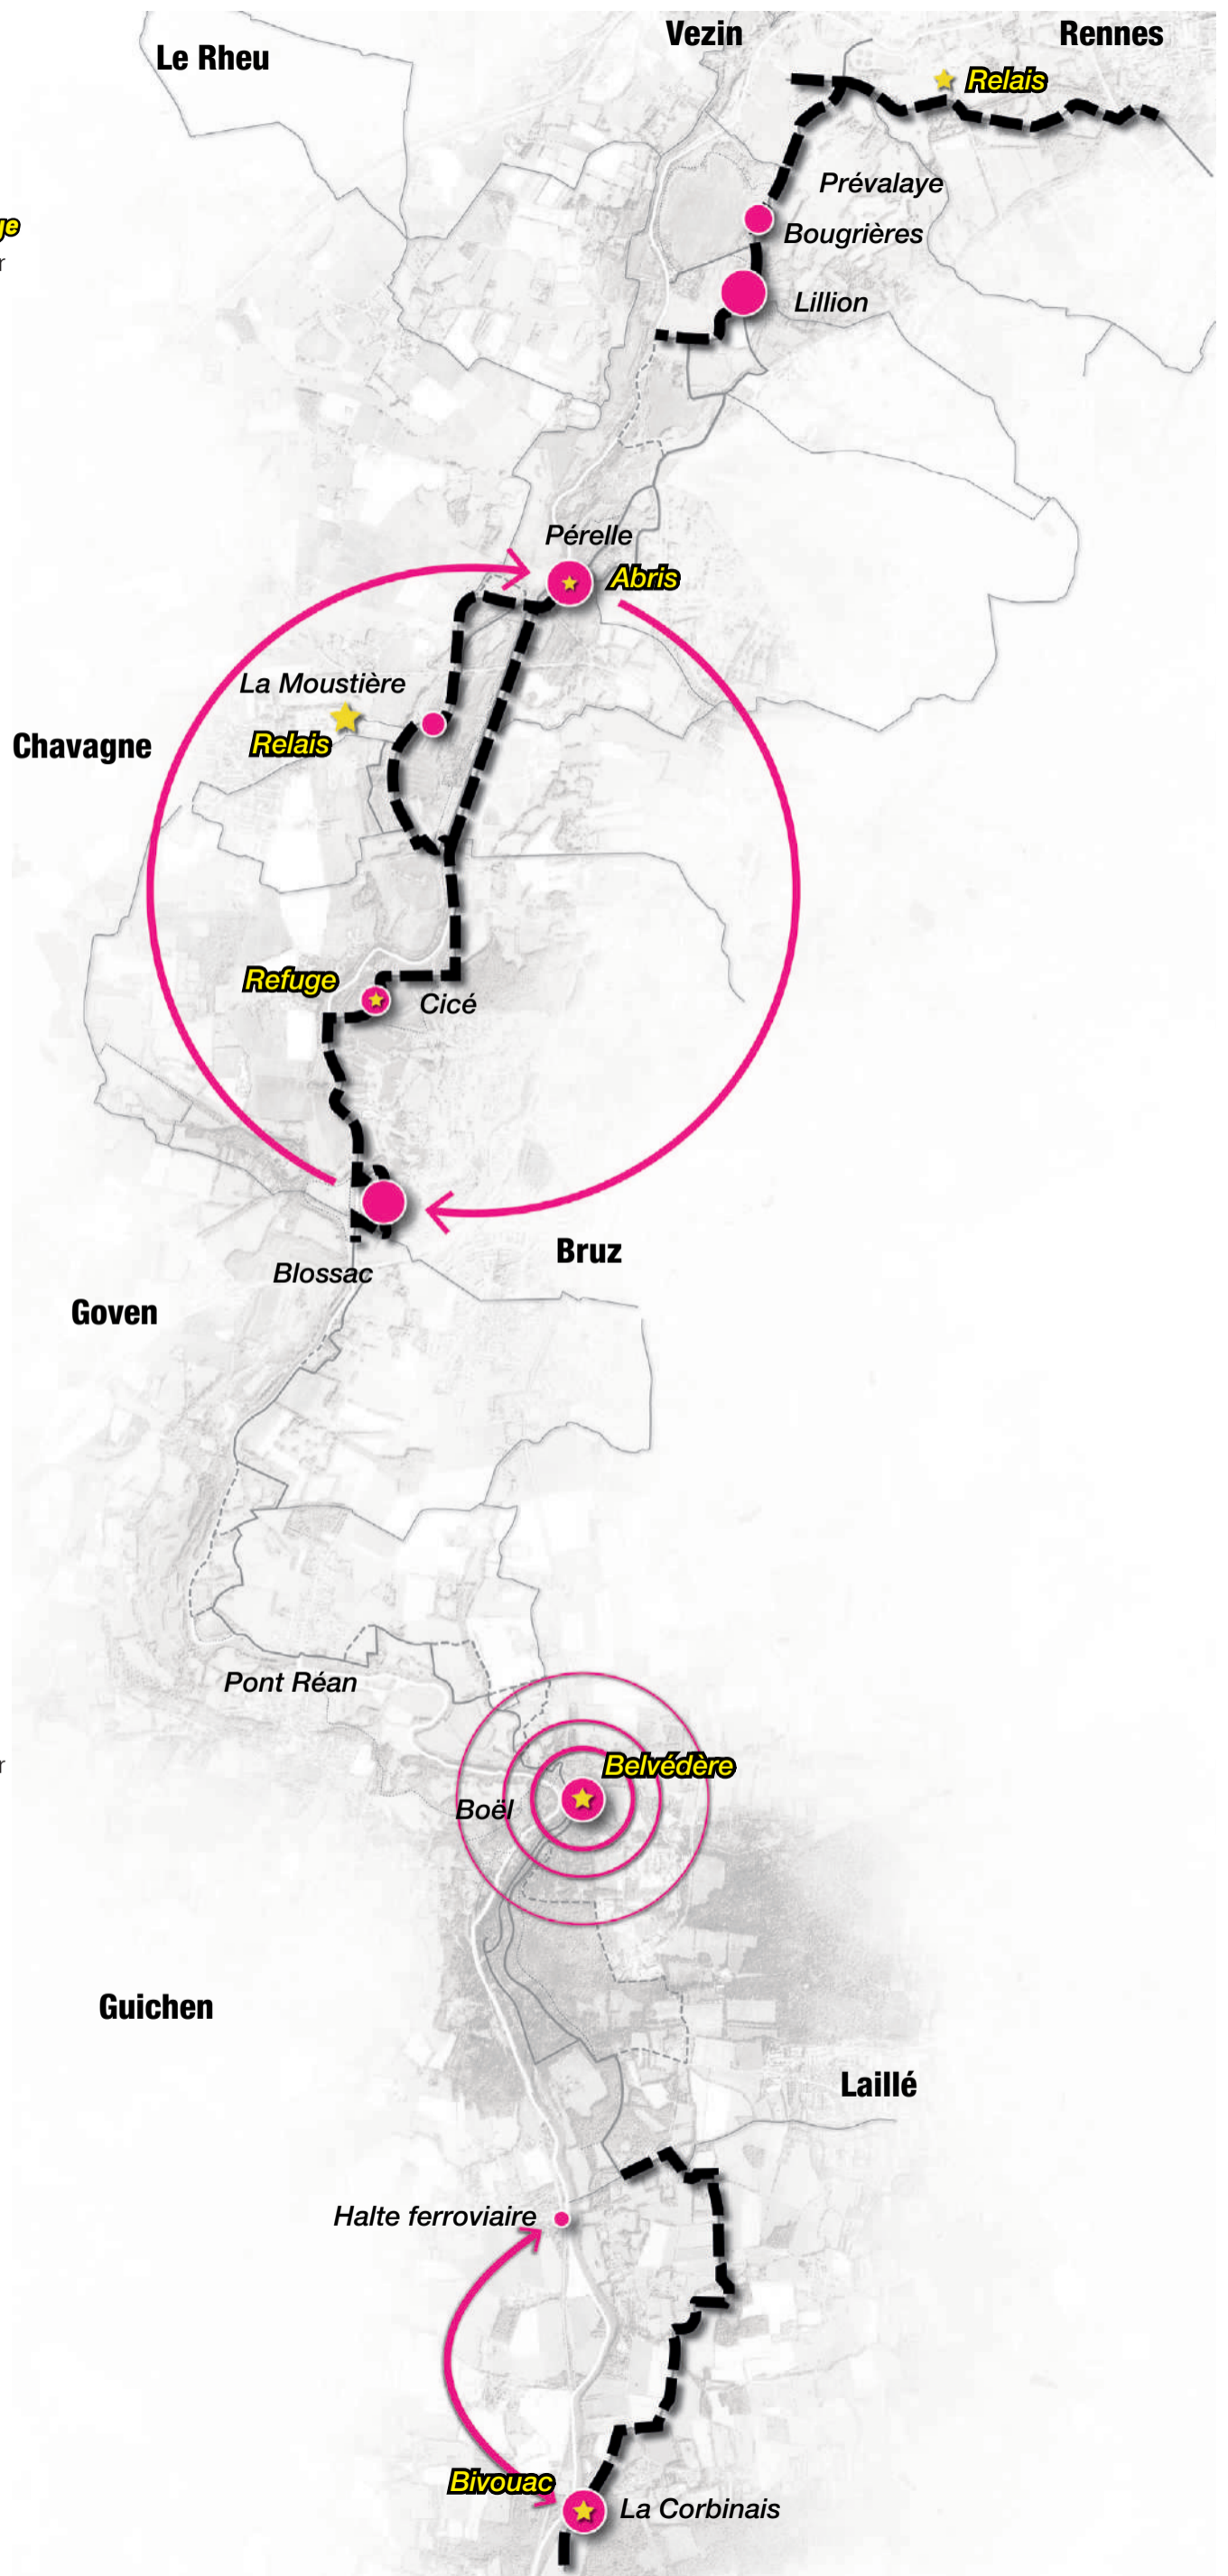 Vezin
Rennes
Le Rheu
Relais
Prévalaye
ge
Bougrières
r
Lillion
Pérelle
Abris
La Moustière
Relais
Chavagne
Refuge
Cicé
Bruz
Blossac
Goven
Pont Réan
r
Belvédère
Boël
Guichen
Laillé
Halte ferroviaire
Bivouac
La Corbinais